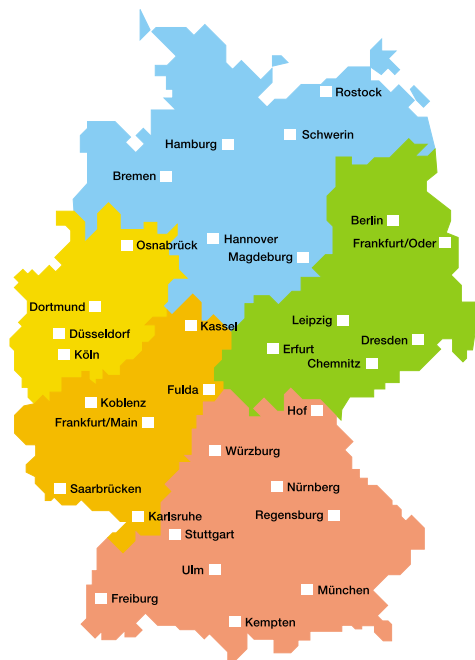 Rostock
Schwerin
Hamburg
Bremen
Berlin
Hannover
Frankfurt/Oder
Osnabrück
Magdeburg
Dortmund
Leipzig
Kassel
Düsseldorf
Dresden
Erfurt
Köln
Chemnitz
Fulda
Koblenz
Hof
Frankfurt/Main
Würzburg
Nürnberg
Saarbrücken
Regensburg
Karlsruhe
Stuttgart
Ulm
München
Freiburg
Kempten